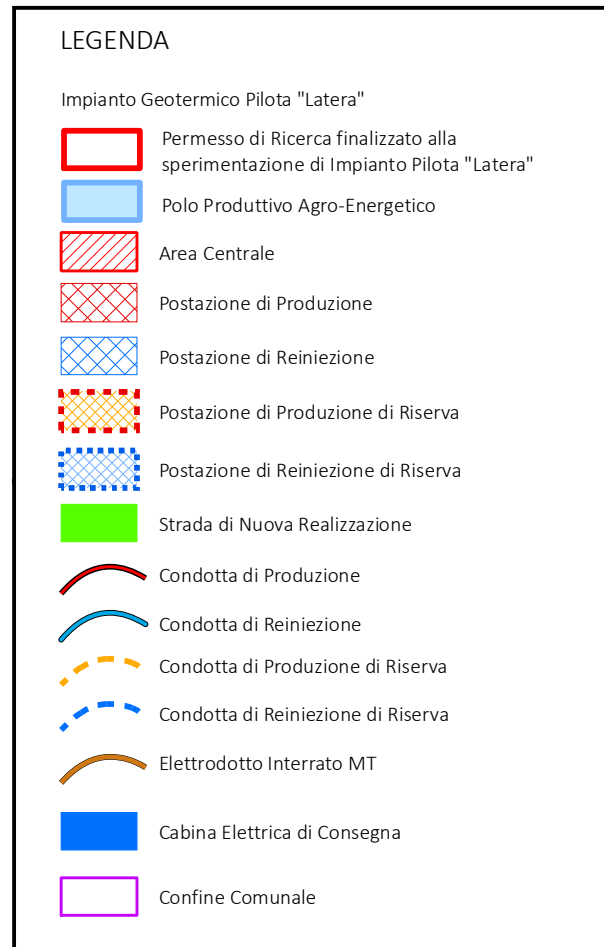 LEGENDA
Impianto Geotermico Pilota "Latera"
Permesso di Ricerca finalizzato alla
sperimentazione di Impianto Pilota "Latera"
Polo Produttivo Agro-Energetico
Area Centrale
Postazione di Produzione
Postazione di Reiniezione
Postazione di Produzione di Riserva
Postazione di Reiniezione di Riserva
Strada di Nuova Realizzazione
Condotta di Produzione
Condotta di Reiniezione
Condotta di Produzione di Riserva
Condotta di Reiniezione di Riserva
Elettrodotto Interrato MT
Cabina Elettrica di Consegna
Confine Comunale